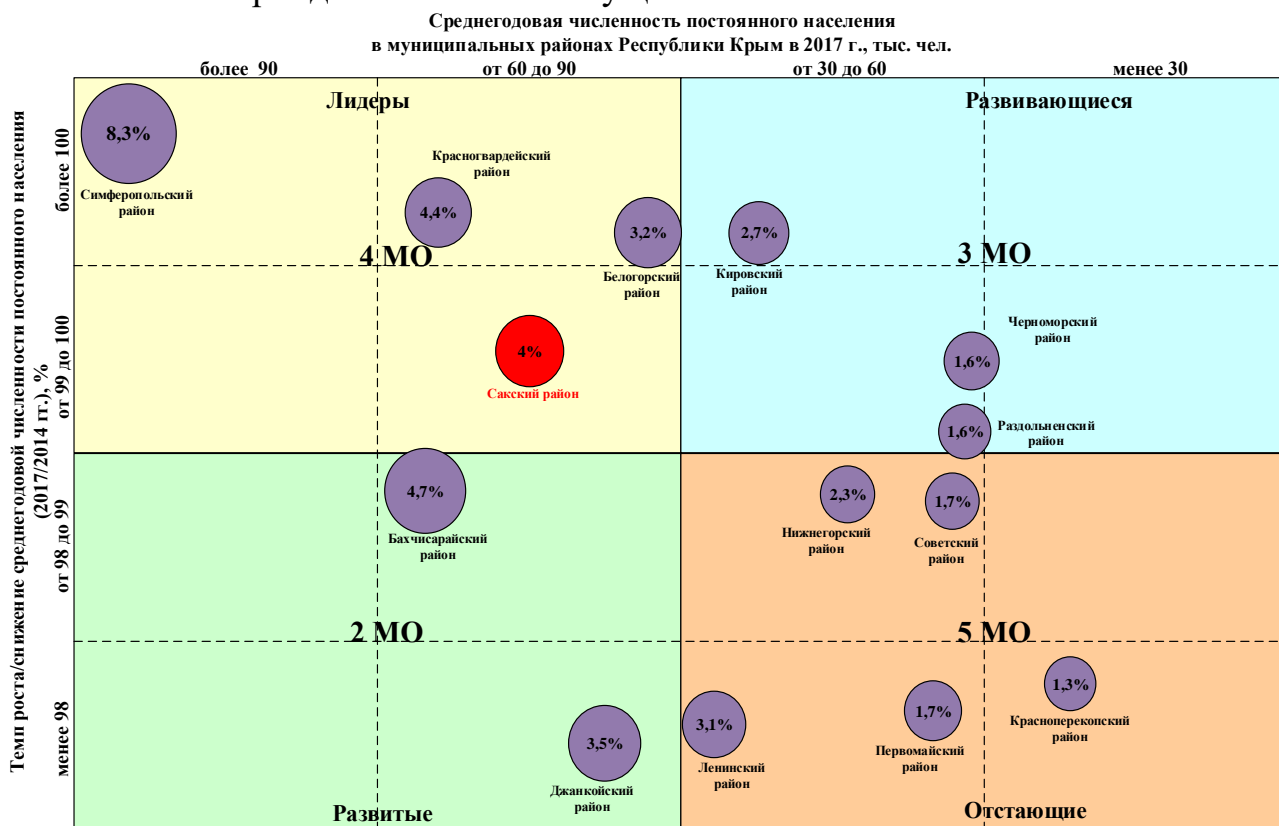 Среднегодовая численность постоянного населения
в муниципальных районах Республики Крым в 2017 г., тыс. чел.
более 90
от 60 до 90
от 30 до 60
менее 30
Темп роста/снижение среднегодовой численности постоянного населения
(2017/2014 гг.), %
более 100
от 99 до 100
от 98 до 99
менее 98
Лидеры
Развивающиеся
8,3%
Симферопольский
район
Красногвардейский
район
4,4%
3,2%
Белогорский
район
2,7%
Кировский
район
4 МО
3 МО
4%
Сакский район
Черноморский
район
1,6%
1,6%
Раздольненский
район
4,7%
Бахчисарайский
район
2,3%
Нижнегорский
район
1,7%
Советский
район
2 МО
5 МО
3,5%
Джанкойский
район
3,1%
Ленинский
район
1,7%
Первомайский
район
1,3%
Красноперекопский
район
Развитые
Отстающие